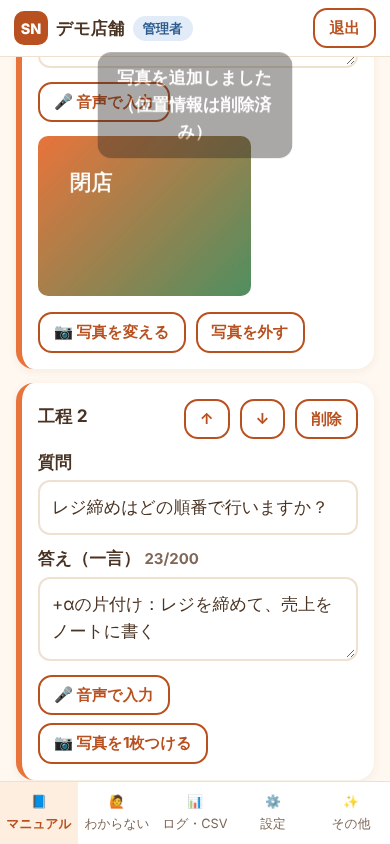 SN デモ店舗 管理者 退出
写真を追加しました
（位置情報は削除済
み）
🎤 音声で入力
閉店
📷 写真を変える 写真を外す
工程 2 ↑ ↓ 削除
質問
レジ締めはどの順番で行いますか？
答え（一言） 23/200
+αの片付け：レジを締めて、売上を
ノートに書く
🎤 音声で入力
📷 写真を1枚つける
マニュアル わからない ログ・CSV 設定 その他